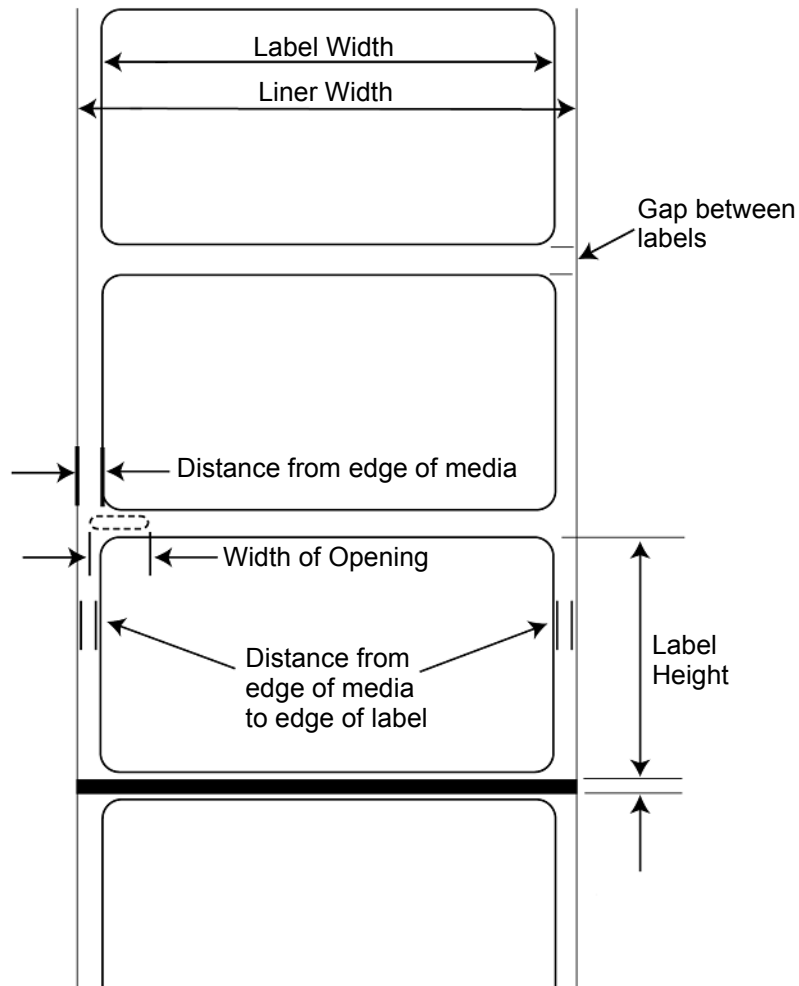 Label Width
Liner Width
Gap between
labels
Distance from edge of media
Width of Opening
Distance from
edge of media
to edge of label
Label
Height